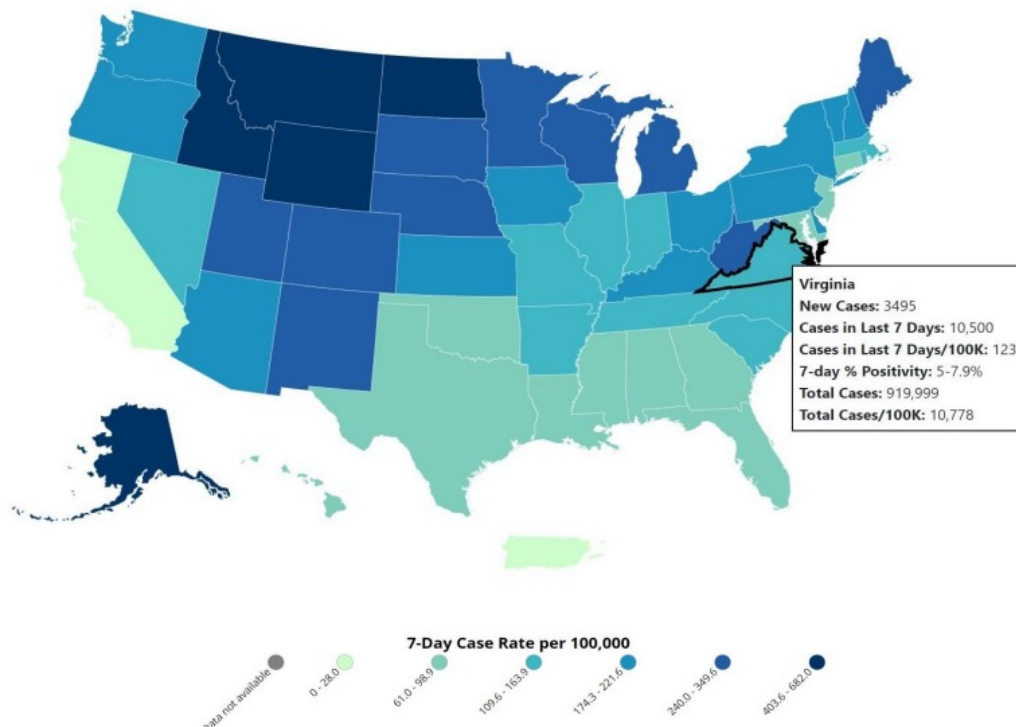 Virginia
New Cases: 3495
Cases in Last 7 Days: 10,500
Cases in Last 7 Days/100K: 123
7-day % Positivity: 5-7.9%
Total Cases: 919,999
Total Cases/100K: 10,778
7-Day Case Rate per 100,000
Data not available
0 - 28.0
61.0 - 98.9
109.6 - 163.9
174.3 - 221.6
240.0 - 349.6
403.6 - 682.0